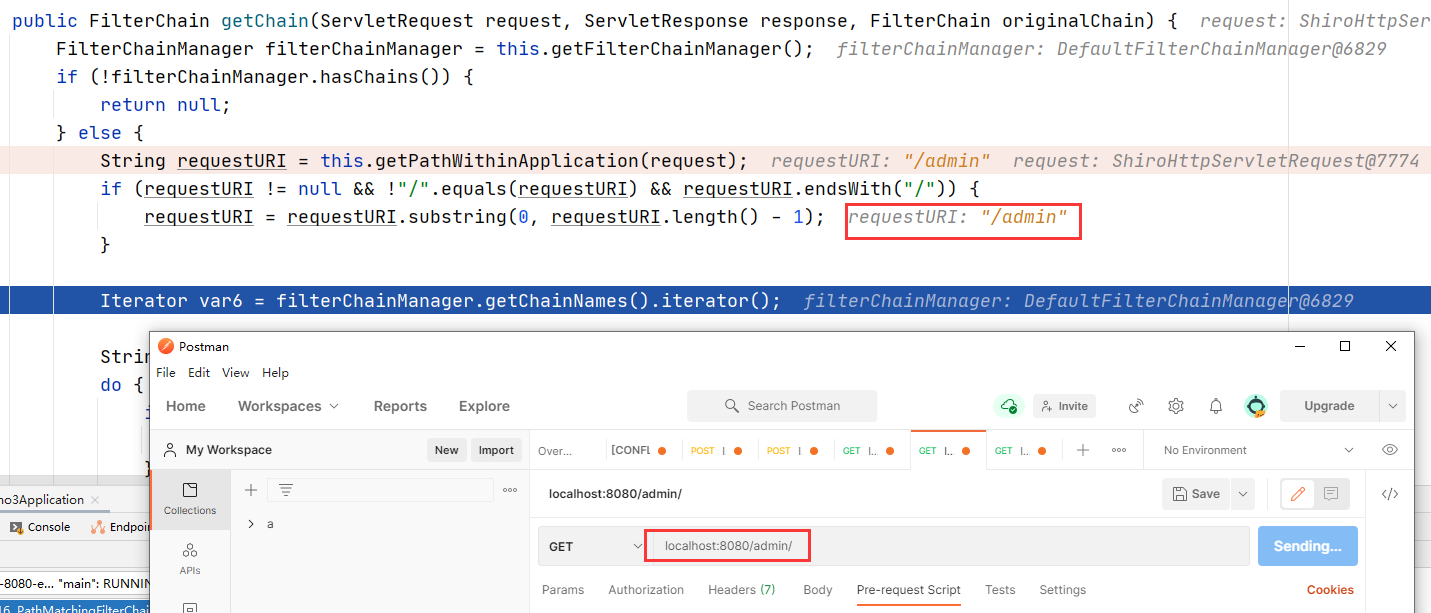 public FilterChain getChain(ServletRequest request, ServletResponse response, FilterChain originalChain) { request: ShiroHttpSer
FilterChainManager filterChainManager = this.getFilterChainManager(); filterChainManager: DefaultFilterChainManager@6829
if (!filterChainManager.hasChains()) {
return null;
} else {
String requestURI = this.getPathWithinApplication(request); requestURI: "/admin" request: ShiroHttpServletRequest@7774
if (requestURI != null && !"/".equals(requestURI) && requestURI.endsWith("/")) {
requestURI = requestURI.substring(0, requestURI.length() - 1); requestURI: "/admin"
}
Iterator var6 = filterChainManager.getChainNames().iterator(); filterChainManager: DefaultFilterChainManager@6829
Strin
do {
Postman
File Edit View Help
Home Workspaces Reports Explore Search Postman Invite Upgrade
My Workspace New Import Over... [CONFL POST POST GET I... GET I... GET I... No Environment
no3Application
Collections
localhost:8080/admin/ Save
Console Endpoin
a
GET localhost:8080/admin/ Sending...
APIs
-8080-e... "main": RUNNIN
Params Authorization Headers (7) Body Pre-request Script Tests Settings Cookies
16, PathMatchingFilterChai